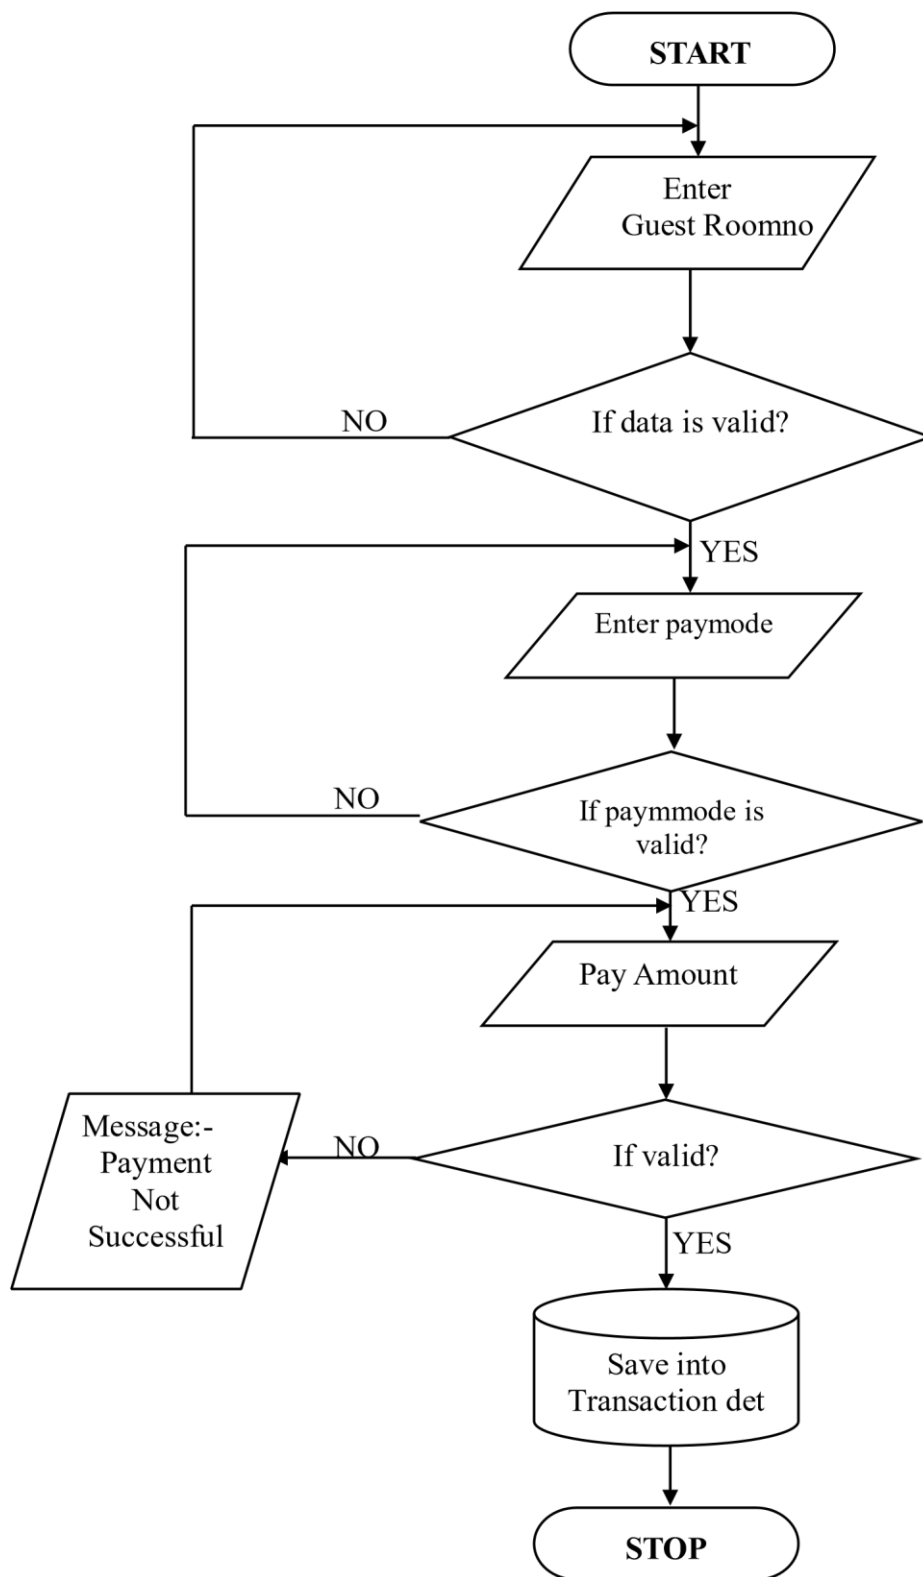 START
Enter
Guest Roomno
If data is valid?
NO
YES
Enter paymode
If paymmode is
valid?
NO
YES
Pay Amount
If valid?
NO
Message:-
Payment
Not
Successful
YES
Save into
Transaction det
STOP